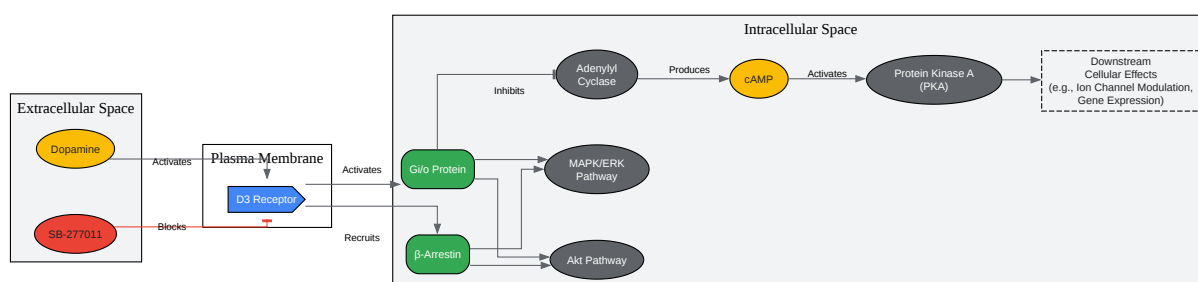 Intracellular Space
Extracellular Space
Dopamine
Activates
SB-277011
Blocks
Plasma Membrane
D3 Receptor
Activates
Recruits
Gi/o Protein
β-Arrestin
Inhibits
Adenylyl
Cyclase
Produces
cAMP
Activates
Protein Kinase A
(PKA)
Downstream
Cellular Effects
(e.g., Ion Channel Modulation,
Gene Expression)
MAPK/ERK
Pathway
Akt Pathway